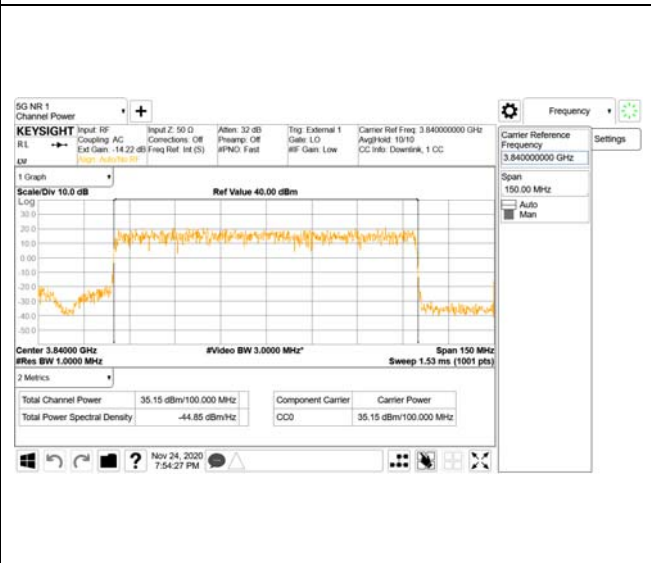 5G NR 1
Channel Power
Frequency
KEYSIGHT Input: RF Input Z: 50 Ω Atten: 32 dB Trig: External 1 Carrier Ref Freq: 3.840000000 GHz
RL Coupling: AC Corrections: Off Preamp: Off Gate: LO Avg|Hold: 10/10
Ext Gain: -14.22 dB Freq Ref: Int (S) #PNO: Fast #IF Gain: Low CC Info: Downlink, 1 CC
Align: Auto/No RF
Carrier Reference
Frequency
3.840000000 GHz
Settings
Span
150.00 MHz
Auto
Man
1 Graph
Scale/Div 10.0 dB Ref Value 40.00 dBm
Log
30.0
20.0
10.0
0.00
-10.0
-20.0
-30.0
-40.0
-50.0
Center 3.84000 GHz #Video BW 3.0000 MHz* Span 150 MHz
#Res BW 1.0000 MHz Sweep 1.53 ms (1001 pts)
2 Metrics
Total Channel Power 35.15 dBm/100.000 MHz Component Carrier Carrier Power
Total Power Spectral Density -44.85 dBm/Hz CC0 35.15 dBm/100.000 MHz
Nov 24, 2020
7:54:27 PM